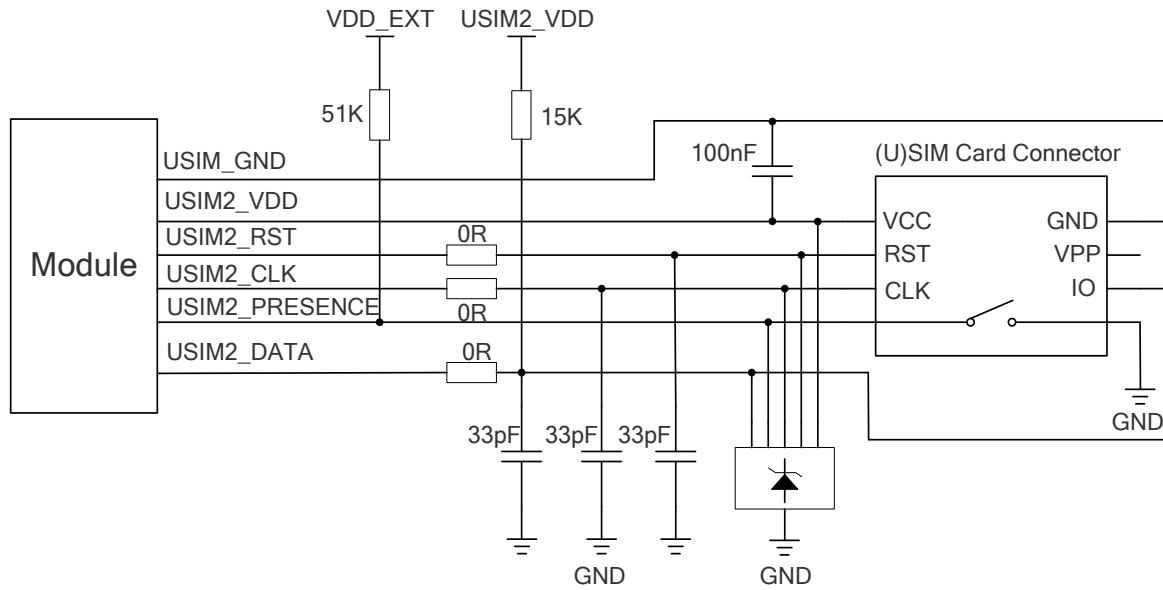 VDD_EXT
USIM2_VDD
51K
15K
Module
USIM_GND
USIM2_VDD
USIM2_RST
USIM2_CLK
USIM2_PRESENCE
USIM2_DATA
0R
0R
0R
100nF
(U)SIM Card Connector
VCC
GND
RST
VPP
CLK
IO
GND
33pF
33pF
33pF
GND
GND